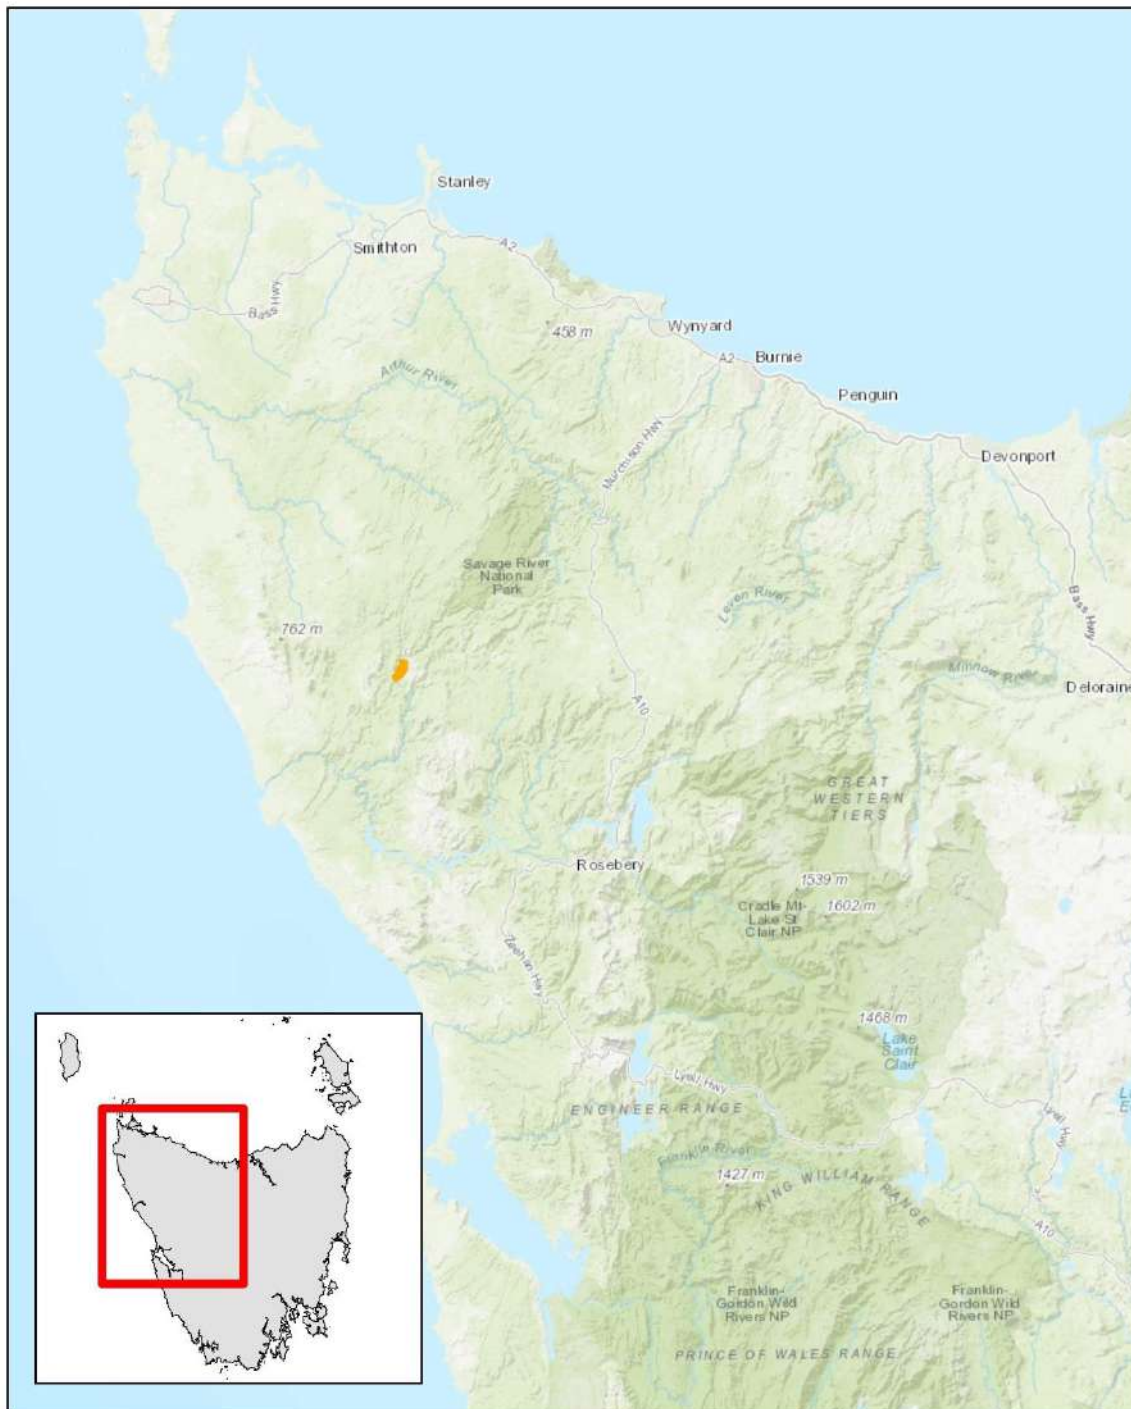 Stanley
Smithton
A2
Bass Hwy
458 m
Wynyard
A2
Burnie
Arthur River
Penguin
Murchison Hwy
Devonport
Savage River
National
Park
Leven River
Bass Hwy
762 m
Minnow River
A10
Deloraine
GREAT
WESTERN
TIERS
Rosebery
1539 m
Cradle Mt-
Lake St
Clair NP
1602 m
Zeehan Hwy
1468 m
Lake
Saint
Clair
Lyell Hwy
ENGINEER RANGE
Lyell Hwy
Franklin River
1427 m
KING WILLIAM RANGE
A10
Franklin-
Gordon Wild
Rivers NP
Franklin-
Gordon Wild
Rivers NP
PRINCE OF WALES RANGE